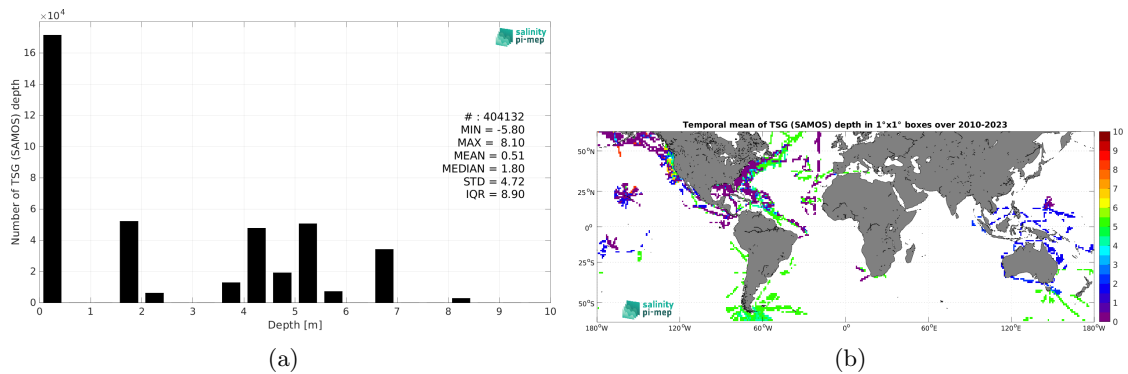 ×10⁴
16
14
12
10
8
6
4
2
0
Number of TSG (SAMOS) depth
salinity
pi-mep
# : 404132
MIN = -5.80
MAX = 8.10
MEAN = 0.51
MEDIAN = 1.80
STD = 4.72
IQR = 8.90
0 1 2 3 4 5 6 7 8 9 10
Depth [m]
(a)
Temporal mean of TSG (SAMOS) depth in 1°x1° boxes over 2010-2023
50°N
25°N
0°
25°S
50°S
salinity
pi-mep
180°W 120°W 60°W 0° 60°E 120°E 180°W
10
9
8
7
6
5
4
3
2
1
0
(b)